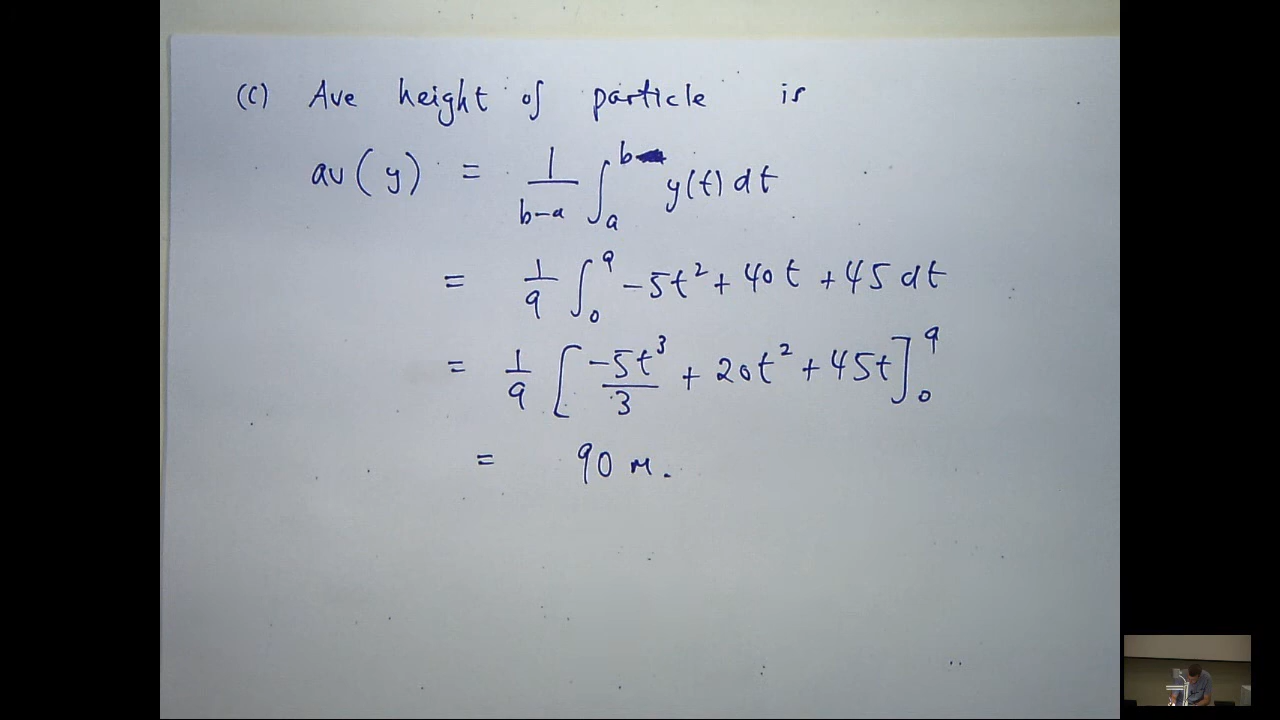 (c) Ave height of particle is
av(y) = 1/(b-a) ∫_a^b y(t) dt
= 1/9 ∫_0^9 -5t² + 40t + 45 dt
= 1/9 [ -5t³/3 + 20t² + 45t ]_0^9
= 90 m.